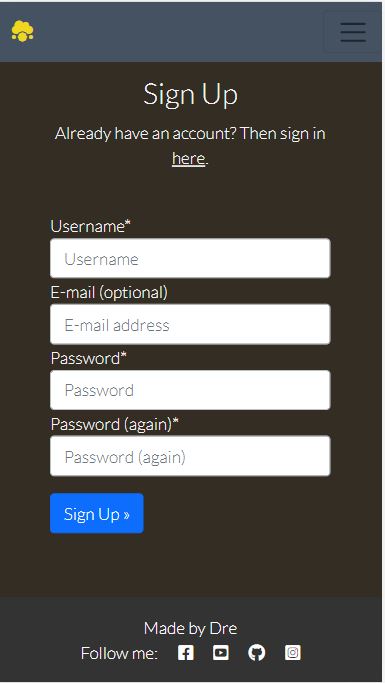 Sign Up
Already have an account? Then sign in
here.
Username*
Username
E-mail (optional)
E-mail address
Password*
Password
Password (again)*
Password (again)
Sign Up »
Made by Dre
Follow me: